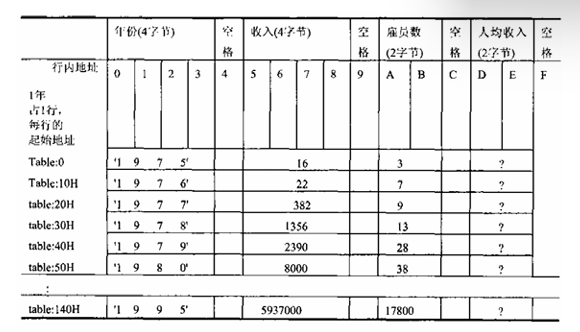 年份(4字节) 空格 收入(4字节) 空格 雇员数(2字节) 空格 人均收入(2字节) 空格
行内地址 0 1 2 3 4 5 6 7 8 9 A B C D E F
1年
占1行，
每行的
起始地址
Table:0 '1 9 7 5' 16 3 ?
Table:10H '1 9 7 6' 22 7 ?
table:20H '1 9 7 7' 382 9 ?
table:30H '1 9 7 8' 1356 13 ?
table:40H '1 9 7 9' 2390 28 ?
table:50H '1 9 8 0' 8000 38 ?
:
table:140H '1 9 9 5' 5937000 17800 ?